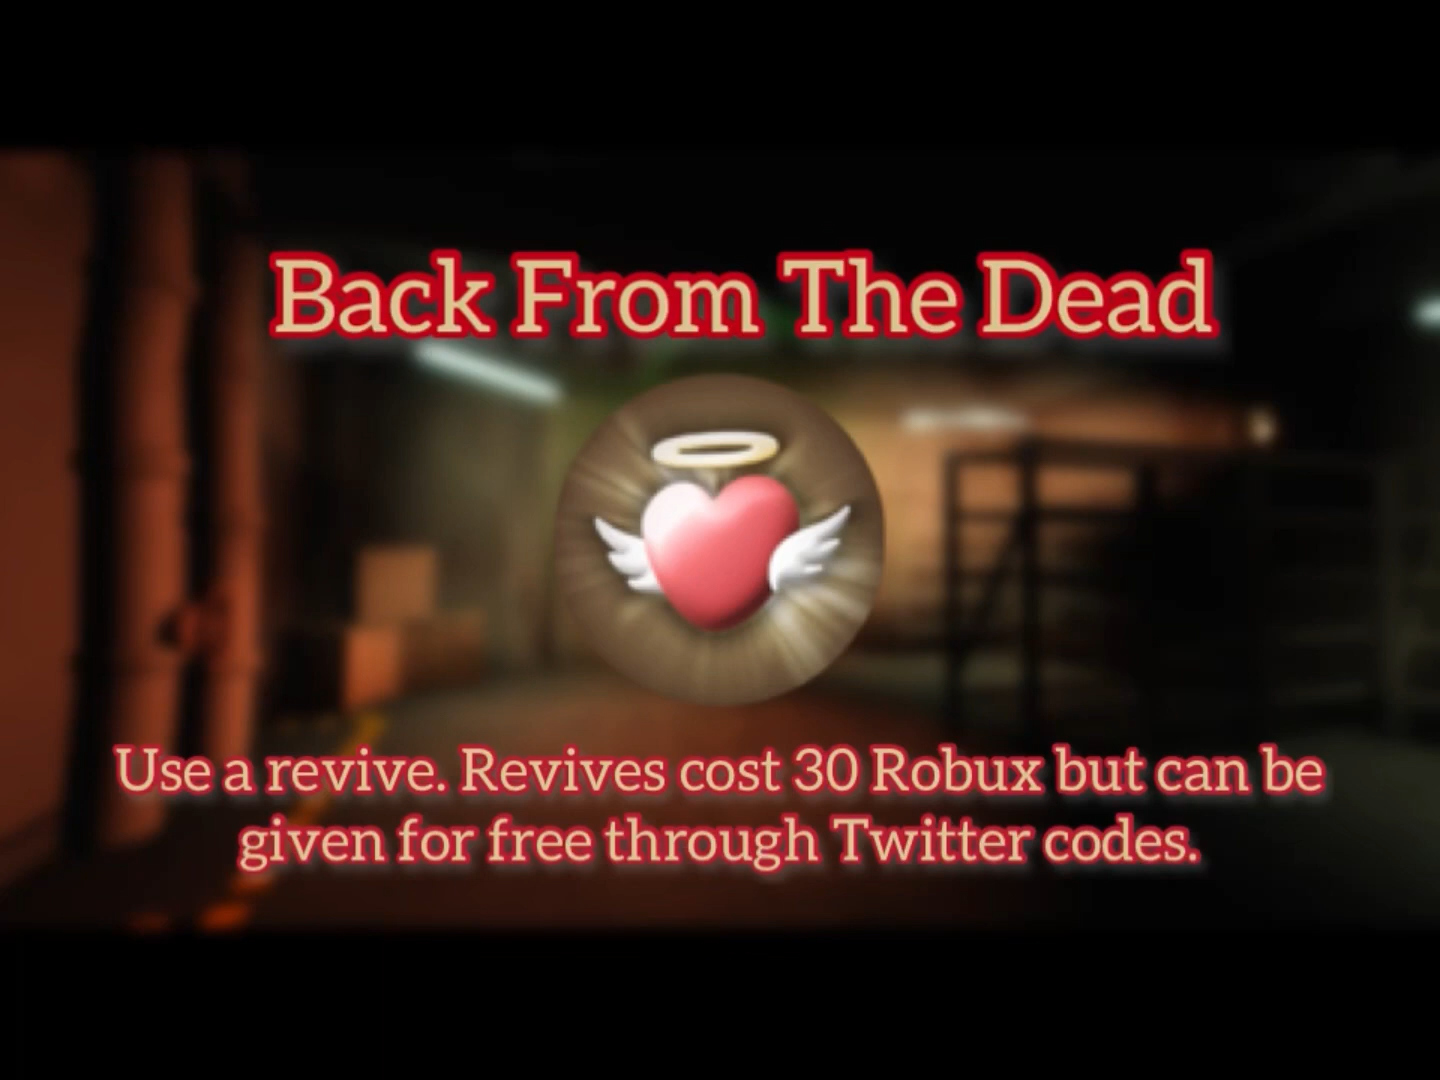 Back From The Dead
Use a revive. Revives cost 30 Robux but can be
given for free through Twitter codes.